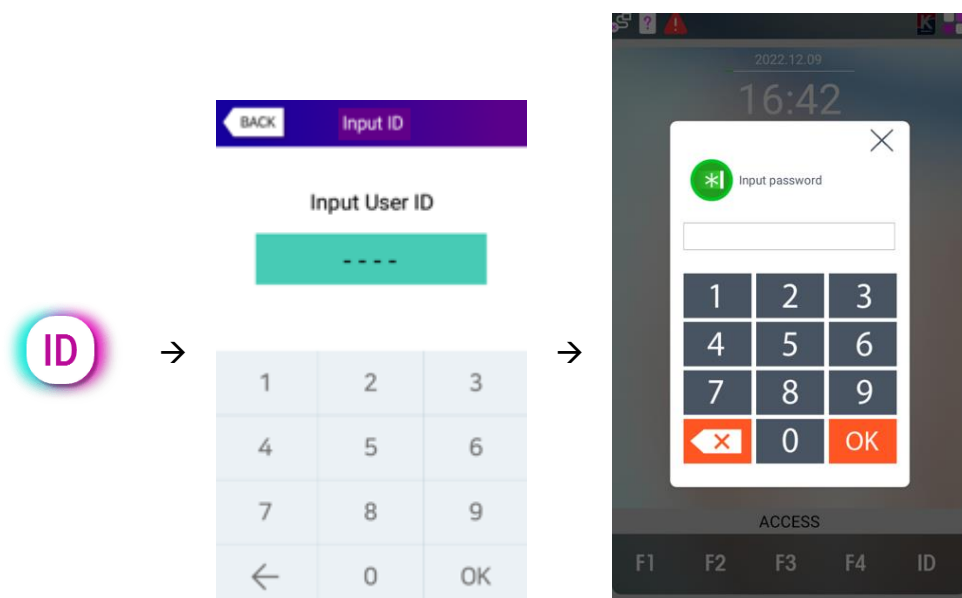 ID
→
BACK Input ID
Input User ID
- - - -
1 2 3
4 5 6
7 8 9
← 0 OK
→
? ! K
2022.12.09
16:42
*| Input password
1 2 3
4 5 6
7 8 9
0 OK
ACCESS
F1 F2 F3 F4 ID